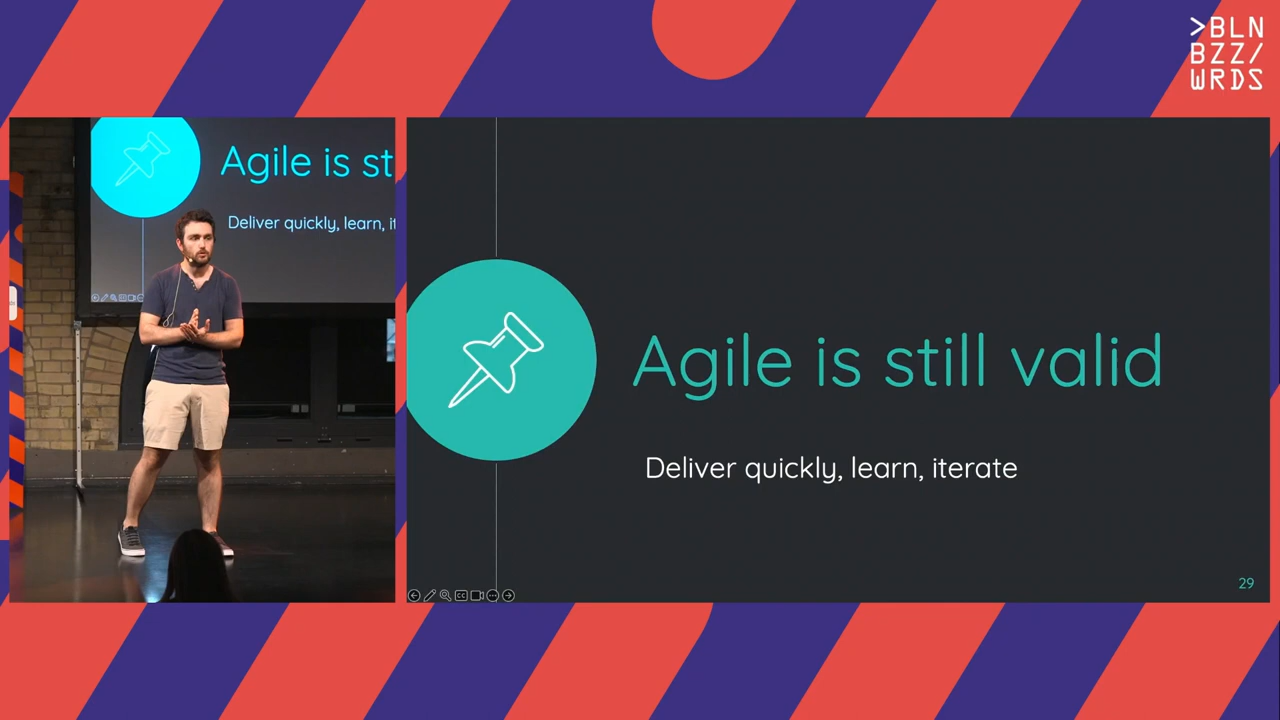 >BLN
BZZ/
WRDS
Agile is st
Deliver quickly, learn, it
Agile is still valid
Deliver quickly, learn, iterate
CC
29